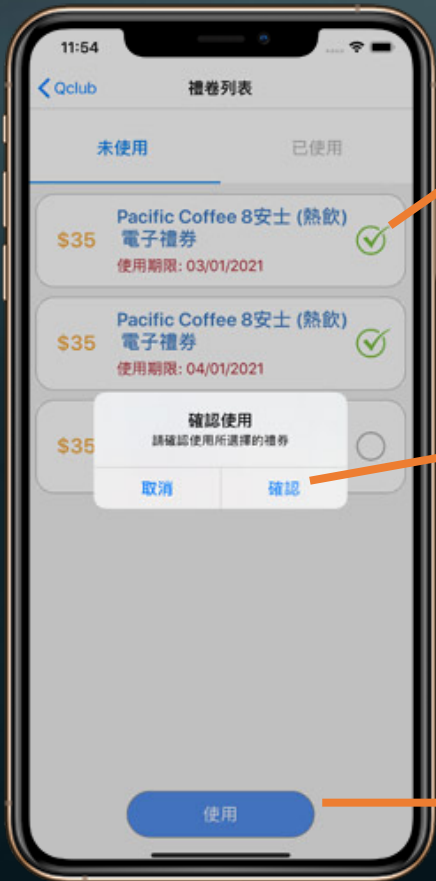 11:54
Qclub
禮卷列表
未使用
已使用
$35
Pacific Coffee 8安士 (熱飲)
電子禮券
使用期限: 03/01/2021
$35
Pacific Coffee 8安士 (熱飲)
電子禮券
使用期限: 04/01/2021
$35
確認使用
請確認使用所選擇的禮券
取消
確認
使用